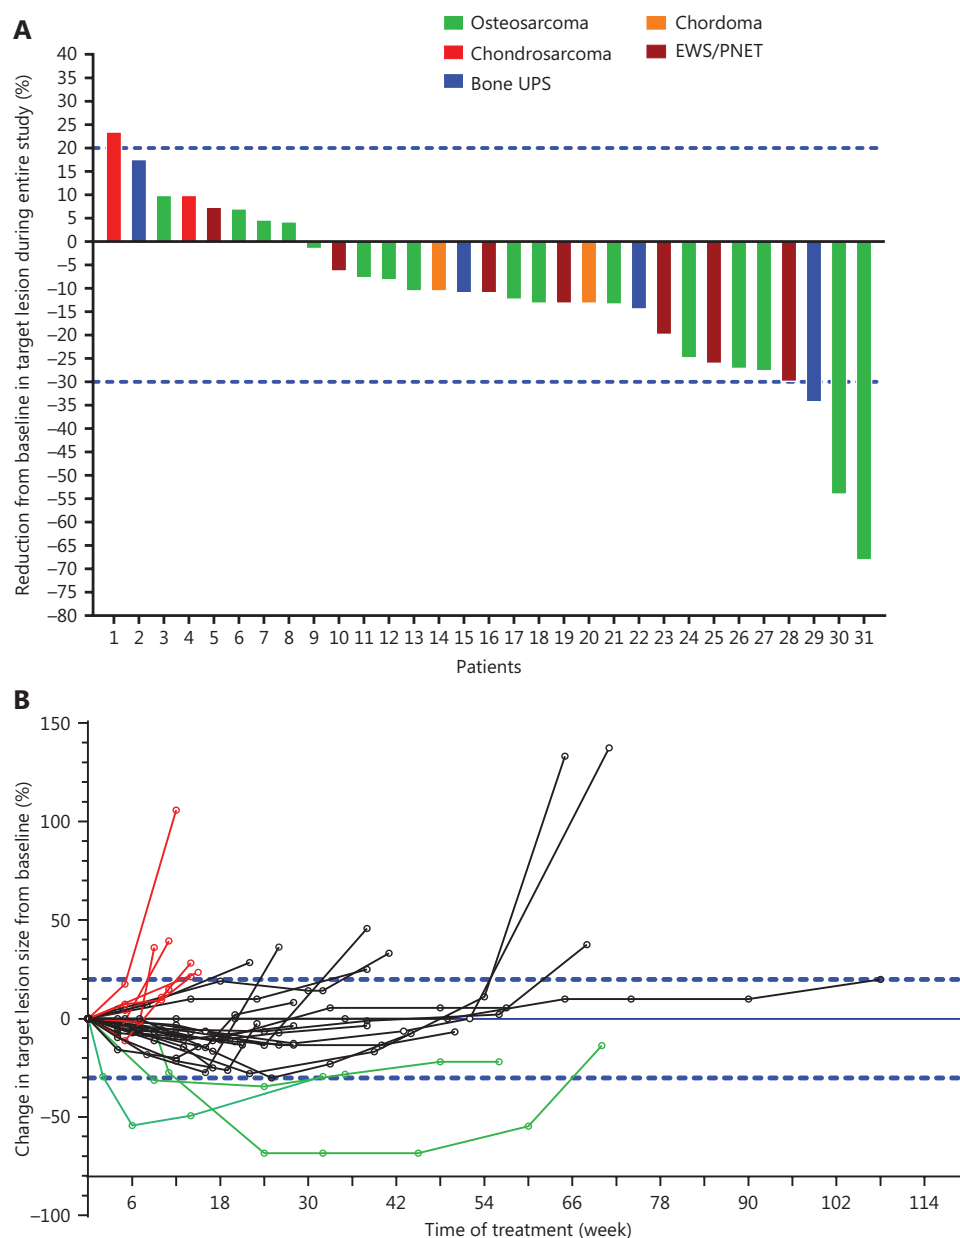 A
Osteosarcoma
Chordoma
Chondrosarcoma
EWS/PNET
Bone UPS
Reduction from baseline in target lesion during entire study (%)
40
35
30
25
20
15
10
5
0
–5
–10
–15
–20
–25
–30
–35
–40
–45
–50
–55
–60
–65
–70
–75
–80
1 2 3 4 5 6 7 8 9 10 11 12 13 14 15 16 17 18 19 20 21 22 23 24 25 26 27 28 29 30 31
Patients
B
Change in target lesion size from baseline (%)
150
100
50
0
–50
–100
6 18 30 42 54 66 78 90 102 114
Time of treatment (week)